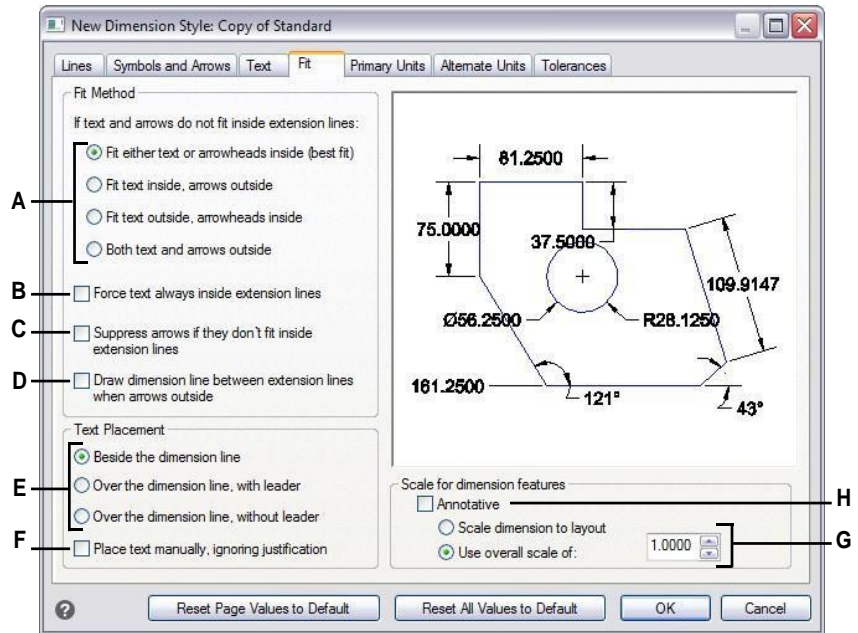 New Dimension Style: Copy of Standard
Lines Symbols and Arrows Text Fit Primary Units Alternate Units Tolerances
Fit Method
If text and arrows do not fit inside extension lines:
Fit either text or arrowheads inside (best fit)
Fit text inside, arrows outside
A
Fit text outside, arrowheads inside
Both text and arrows outside
B
Force text always inside extension lines
C
Suppress arrows if they don't fit inside
extension lines
D
Draw dimension line between extension lines
when arrows outside
Text Placement
Beside the dimension line
E
Over the dimension line, with leader
Over the dimension line, without leader
F
Place text manually, ignoring justification
81.2500
75.0000
37.5000
109.9147
Ø56.2500
R28.1250
161.2500
121°
43°
Scale for dimension features
Annotative
H
Scale dimension to layout
Use overall scale of:
1.0000
G
?
Reset Page Values to Default
Reset All Values to Default
OK
Cancel